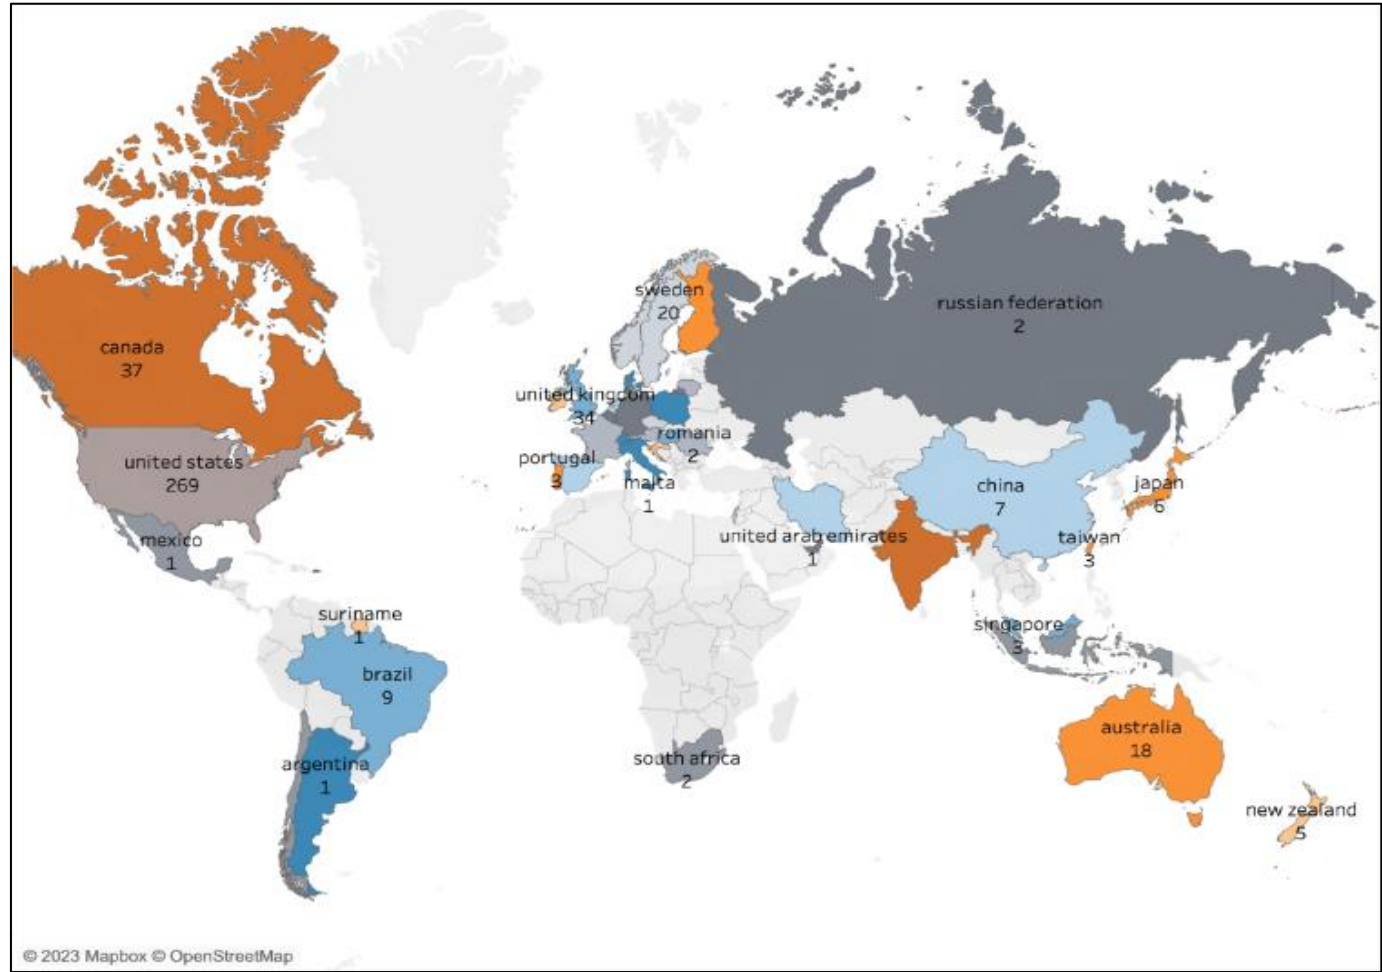 sweden
20
russian federation
2
canada
37
united kingdom
34
romania
2
portugal
3
malta
1
united states
269
china
7
japan
6
mexico
1
united arab emirates
1
taiwan
3
suriname
1
singapore
3
brazil
9
australia
18
argentina
1
south africa
2
new zealand
5
© 2023 Mapbox © OpenStreetMap